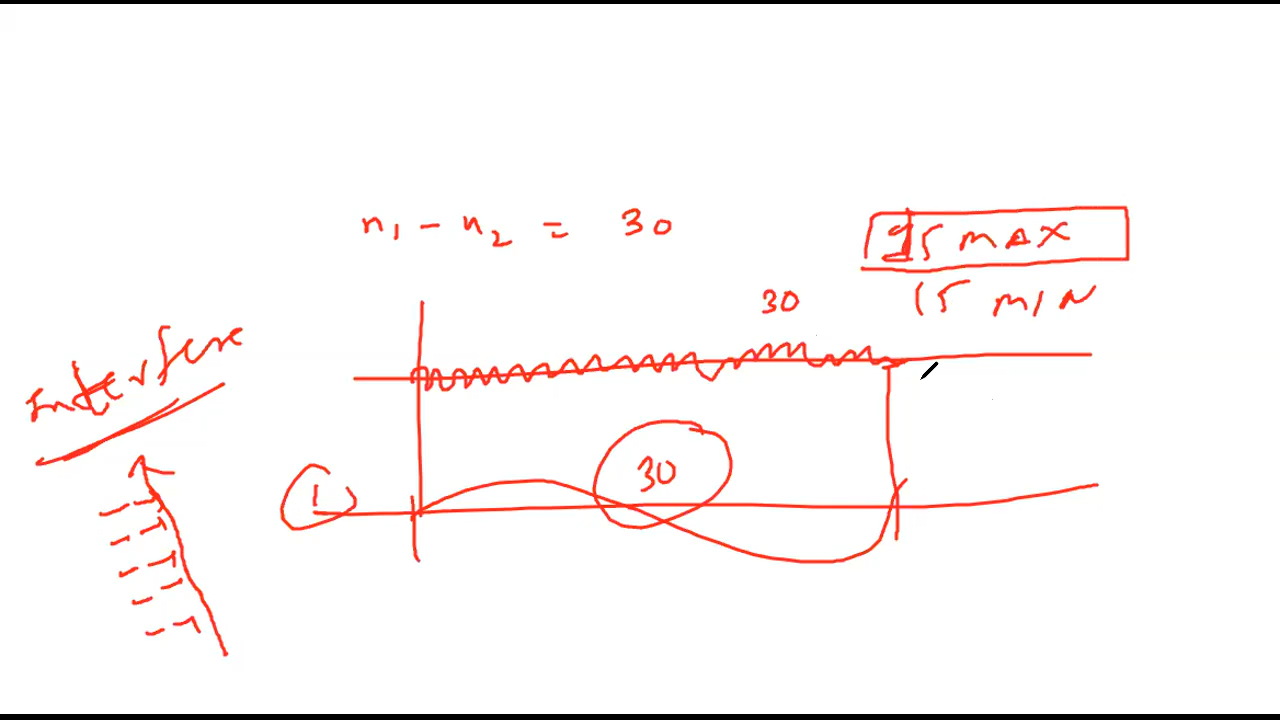 n₁ - n₂ = 30
15 MAX
15 MIN
30
Interfere
30
1